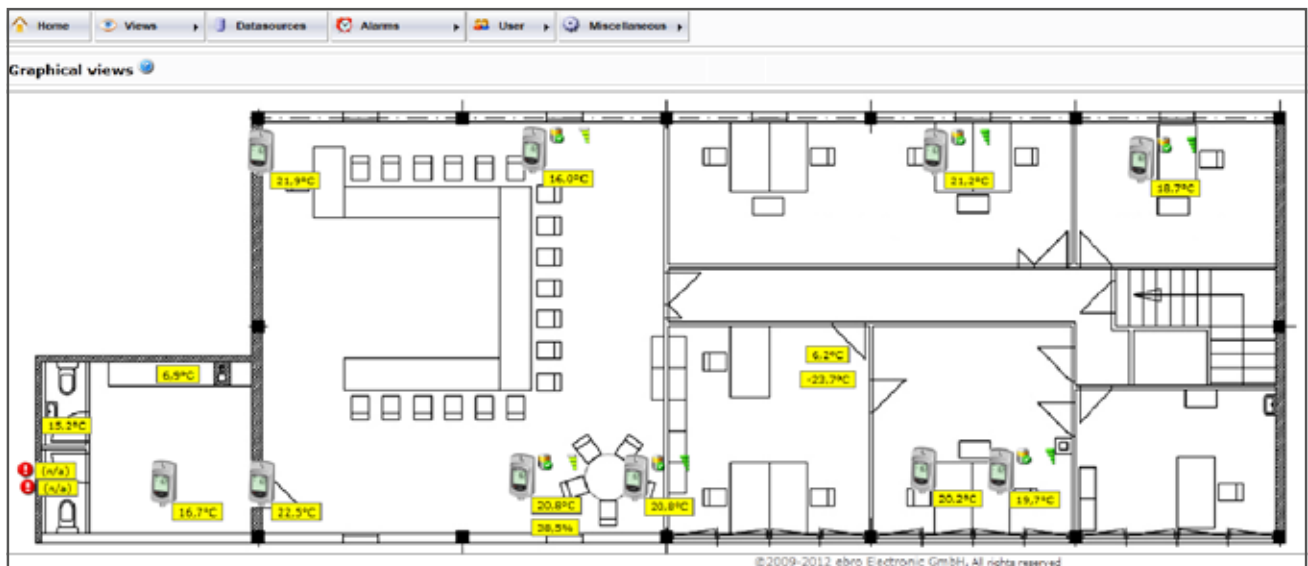 Home Views Datasources Alarms User Miscellaneous
Graphical views
21,9°C
16,0°C
21,2°C
18,7°C
6,2°C
-23,7°C
6,9°C
15,2°C
(n/a)
(n/a)
16,7°C
22,5°C
20,8°C
38,5%
20,8°C
20,2°C
19,7°C
©2009-2012 ebro Electronic GmbH. All rights reserved